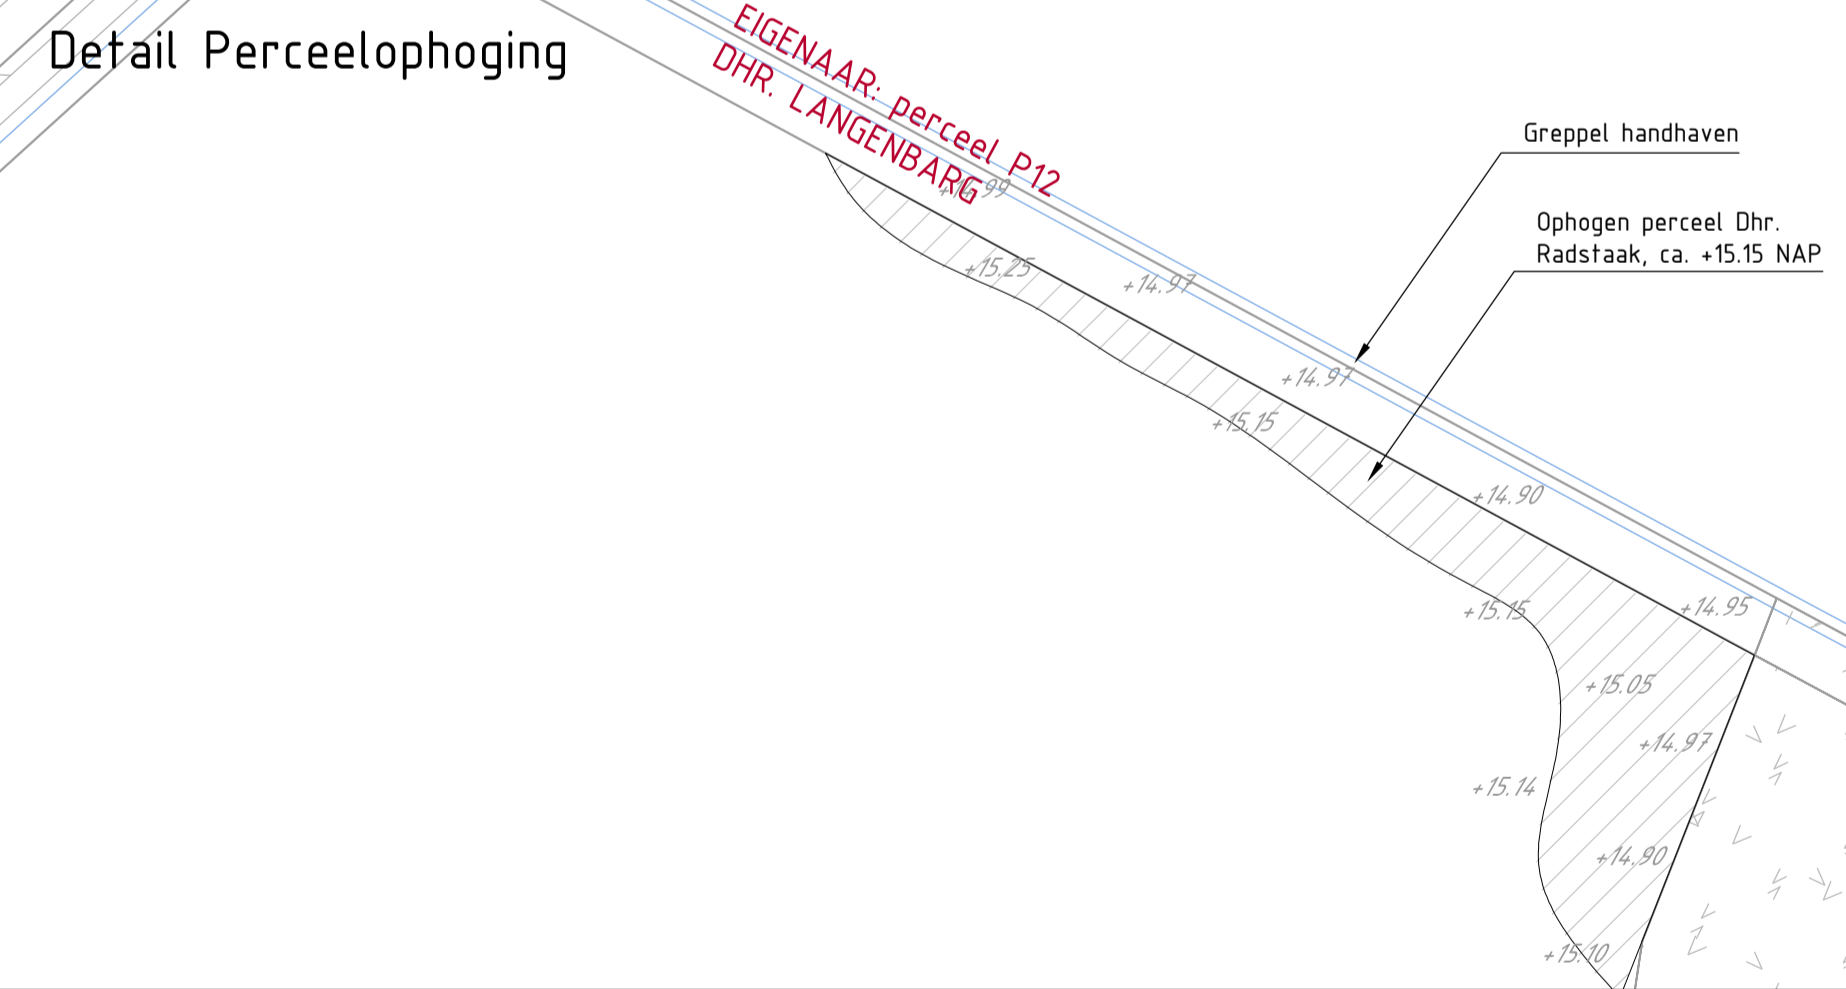 Detail Perceelophoging
EIGENAAR: perceel P12
DHR. LANGENBARG
Greppel handhaven
Ophogen perceel Dhr.
Radstaak, ca. +15.15 NAP
+14.99
+15.25
+14.97
+14.97
+15.15
+14.90
+15.15
+14.95
+15.05
+14.97
+15.14
+14.90
+15.10